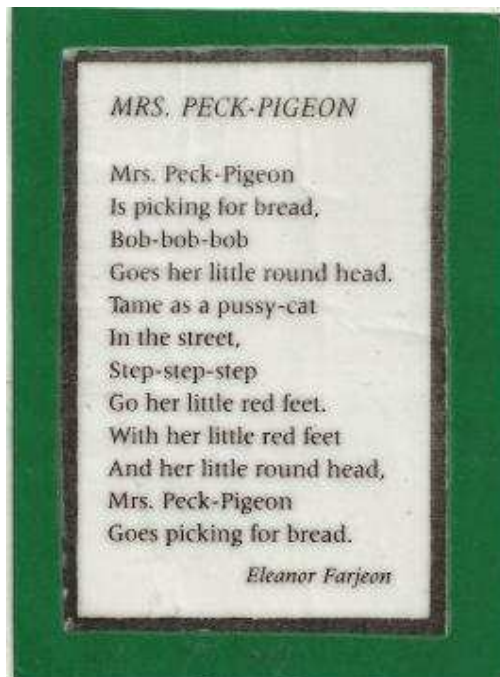 MRS. PECK-PIGEON
Mrs. Peck-Pigeon
Is picking for bread,
Bob-bob-bob
Goes her little round head.
Tame as a pussy-cat
In the street,
Step-step-step
Go her little red feet.
With her little red feet
And her little round head,
Mrs. Peck-Pigeon
Goes picking for bread.
Eleanor Farjeon